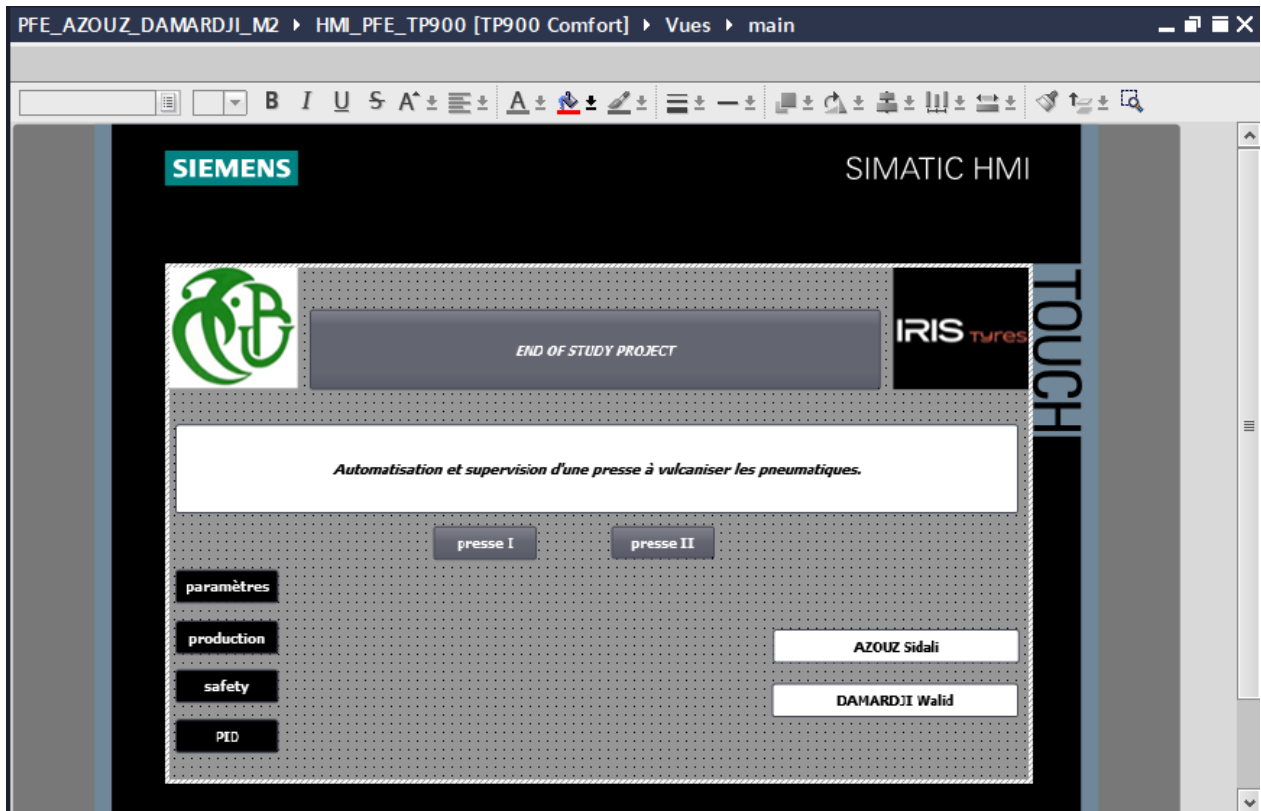 PFE_AZOUZ_DAMARDJI_M2 ▸ HMI_PFE_TP900 [TP900 Comfort] ▸ Vues ▸ main
B I U S A A
SIEMENS
SIMATIC HMI
TOUCH
END OF STUDY PROJECT
IRIS Tyres
Automatisation et supervision d'une presse à vulcaniser les pneumatiques.
presse I
presse II
paramètres
production
AZOUZ Sidali
safety
DAMARDJI Walid
PID